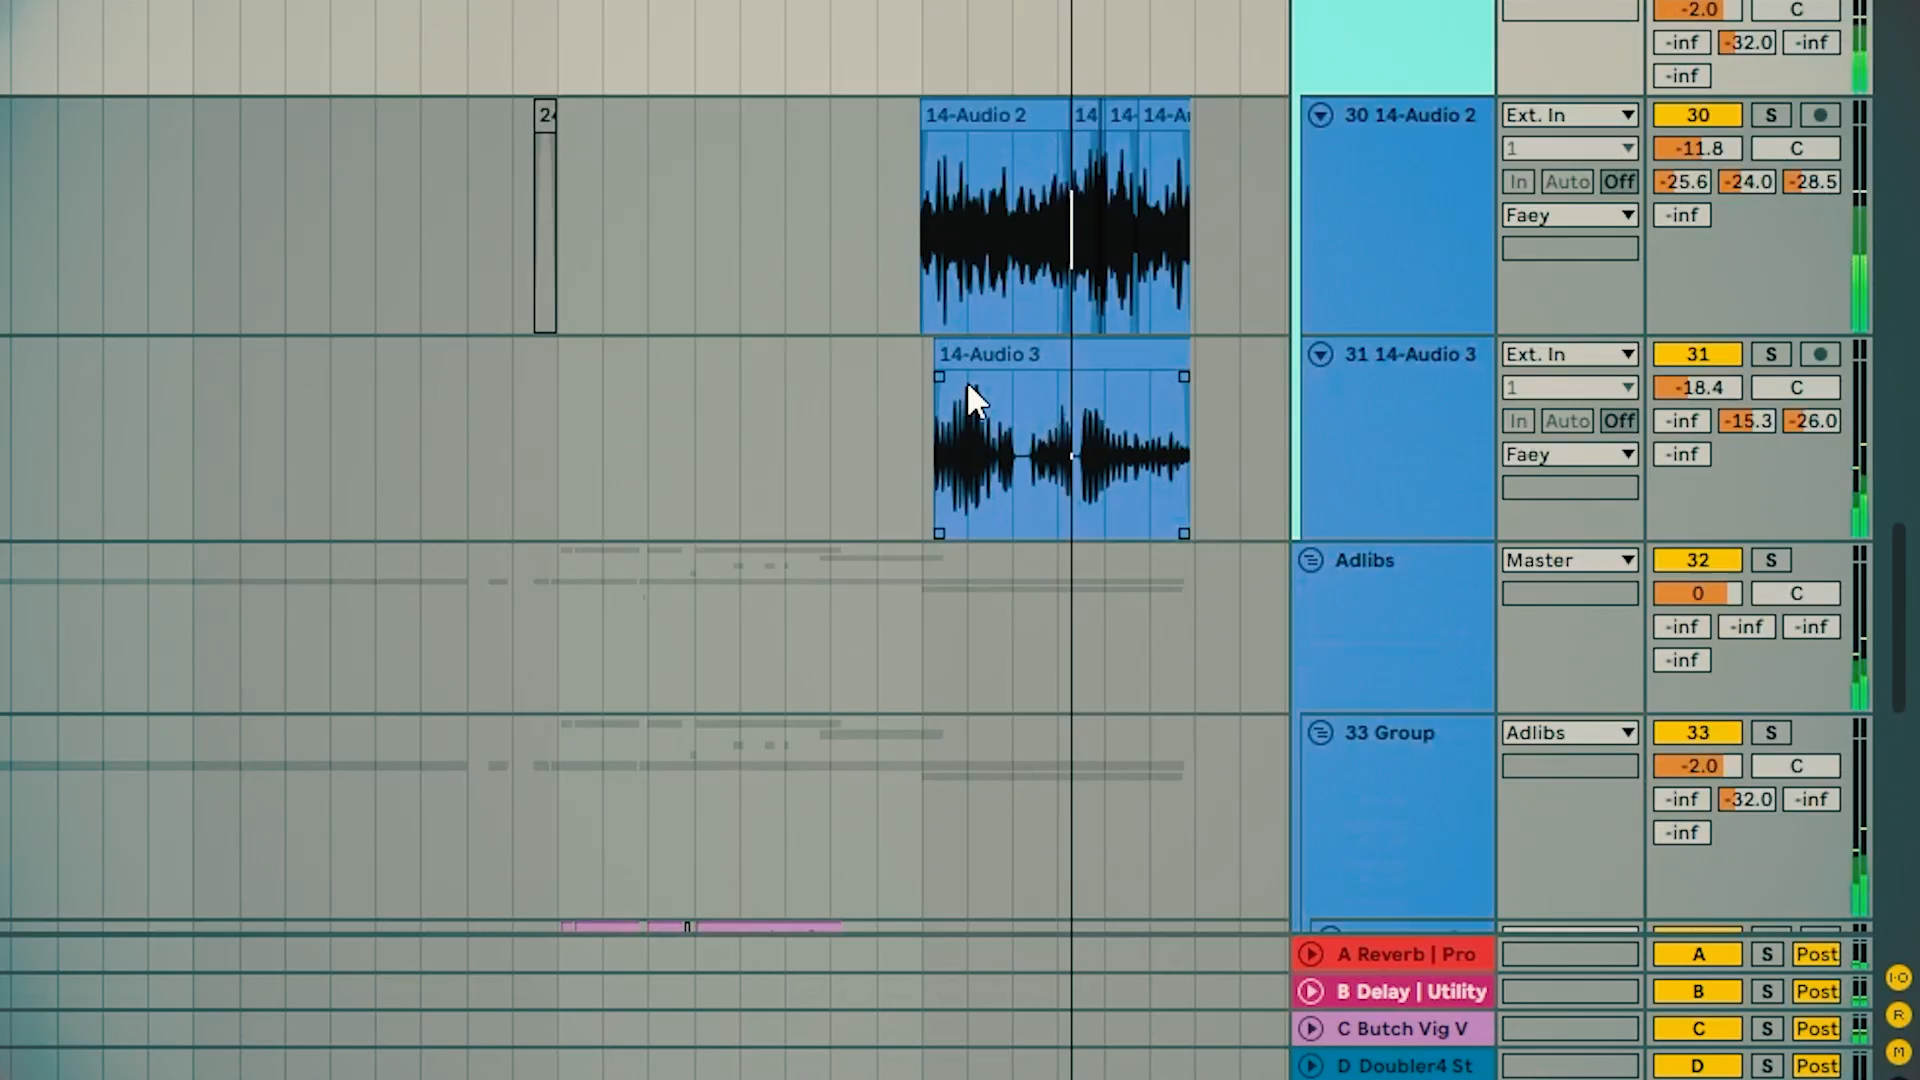 -2.0 C
-inf -32.0 -inf
-inf
14-Audio 2 14 14- 14-Au 30 14-Audio 2 Ext. In 30 S
1 -11.8 C
In Auto Off -25.6 -24.0 -28.5
Faey -inf
14-Audio 3 31 14-Audio 3 Ext. In 31 S
1 -18.4 C
In Auto Off -inf -15.3 -26.0
Faey -inf
Adlibs Master 32 S
0 C
-inf -inf -inf
-inf
33 Group Adlibs 33 S
-2.0 C
-inf -32.0 -inf
-inf
A Reverb | Pro A S Post
B Delay | Utility B S Post
I-O
C Butch Vig V C S Post
R
D Doubler4 St D S Post
M